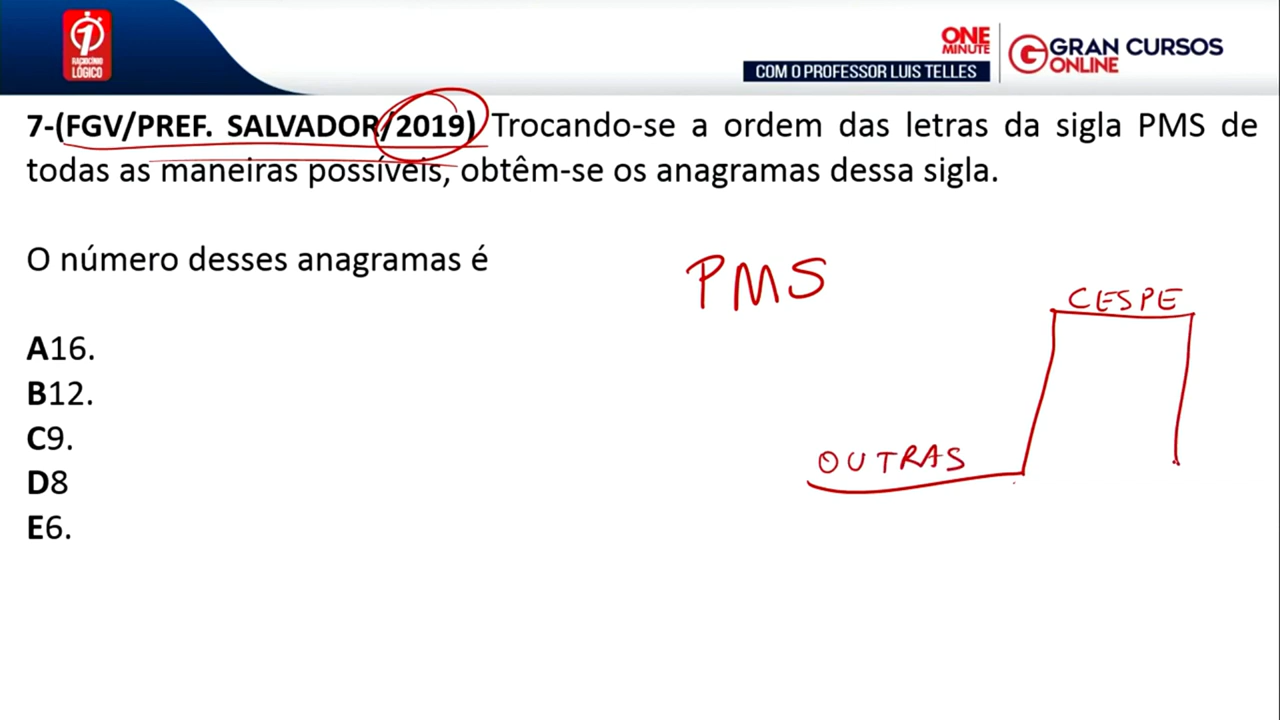 RACIOCÍNIO
LÓGICO
ONE
MINUTE
COM O PROFESSOR LUIS TELLES
GRAN CURSOS
ONLINE
7-(FGV/PREF. SALVADOR/2019) Trocando-se a ordem das letras da sigla PMS de
todas as maneiras possíveis, obtêm-se os anagramas dessa sigla.
O número desses anagramas é
PMS
CESPE
A16.
B12.
C9.
OUTRAS
D8
E6.